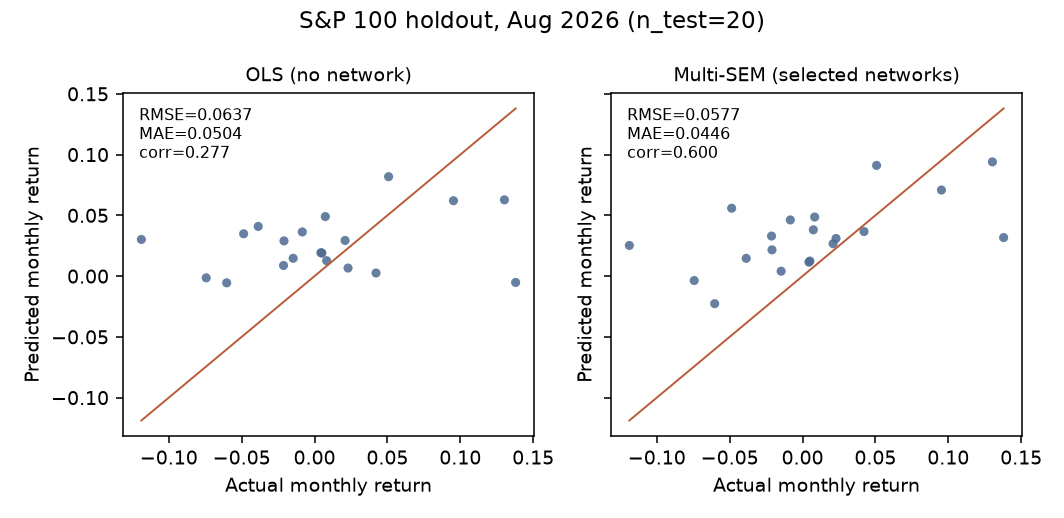 S&P 100 holdout, Aug 2026 (n_test=20)
OLS (no network)
RMSE=0.0637
MAE=0.0504
corr=0.277
0.15
0.10
0.05
0.00
−0.05
−0.10
Predicted monthly return
−0.10 −0.05 0.00 0.05 0.10 0.15
Actual monthly return
Multi-SEM (selected networks)
RMSE=0.0577
MAE=0.0446
corr=0.600
Predicted monthly return
−0.10 −0.05 0.00 0.05 0.10 0.15
Actual monthly return